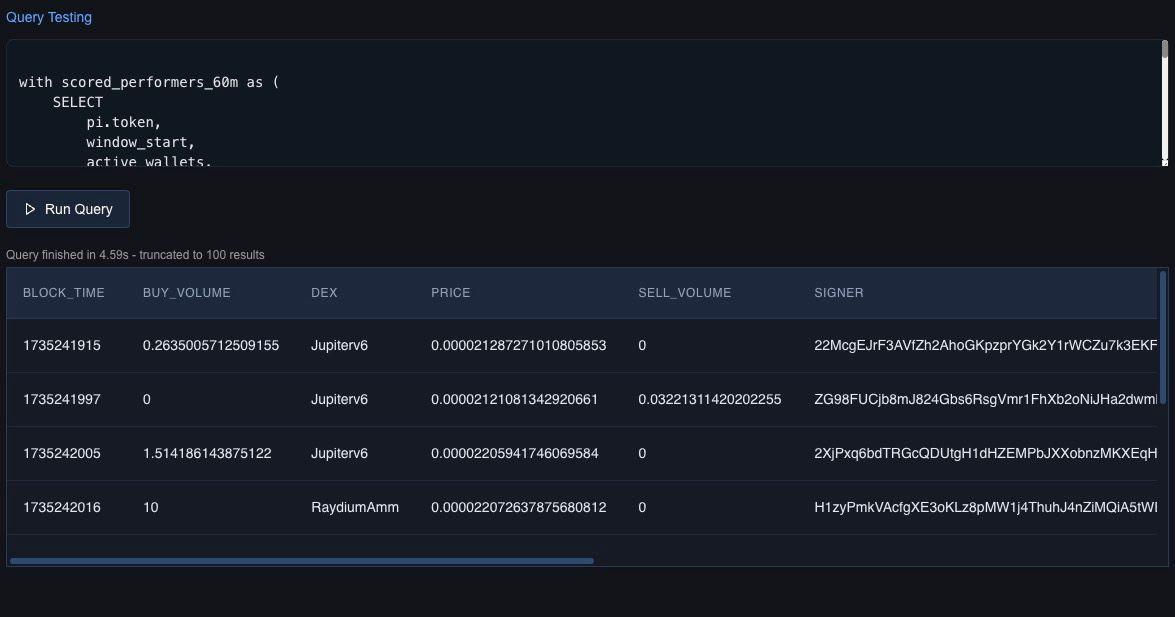 Query Testing
with scored_performers_60m as (
SELECT
pi.token,
window_start,
active_wallets,
Run Query
Query finished in 4.59s - truncated to 100 results
BLOCK_TIME BUY_VOLUME DEX PRICE SELL_VOLUME SIGNER
1735241915 0.2635005712509155 Jupiterv6 0.000021287271010805853 0 22McgEJrF3AVfZh2AhoGKpzprYGk2Y1rWCZu7k3EKF
1735241997 0 Jupiterv6 0.00002121081342920661 0.03221311420202255 ZG98FUCjb8mJ824Gbs6RsgVmr1FhXb2oNiJHa2dwm
1735242005 1.514186143875122 Jupiterv6 0.00002205941746069584 0 2XjPxq6bdTRGcQDUtgH1dHZEMPbJXXobnzMKXEqH
1735242016 10 RaydiumAmm 0.000022072637875680812 0 H1zyPmkVAcfgXE3oKLz8pMW1j4ThuhJ4nZiMQiA5tW